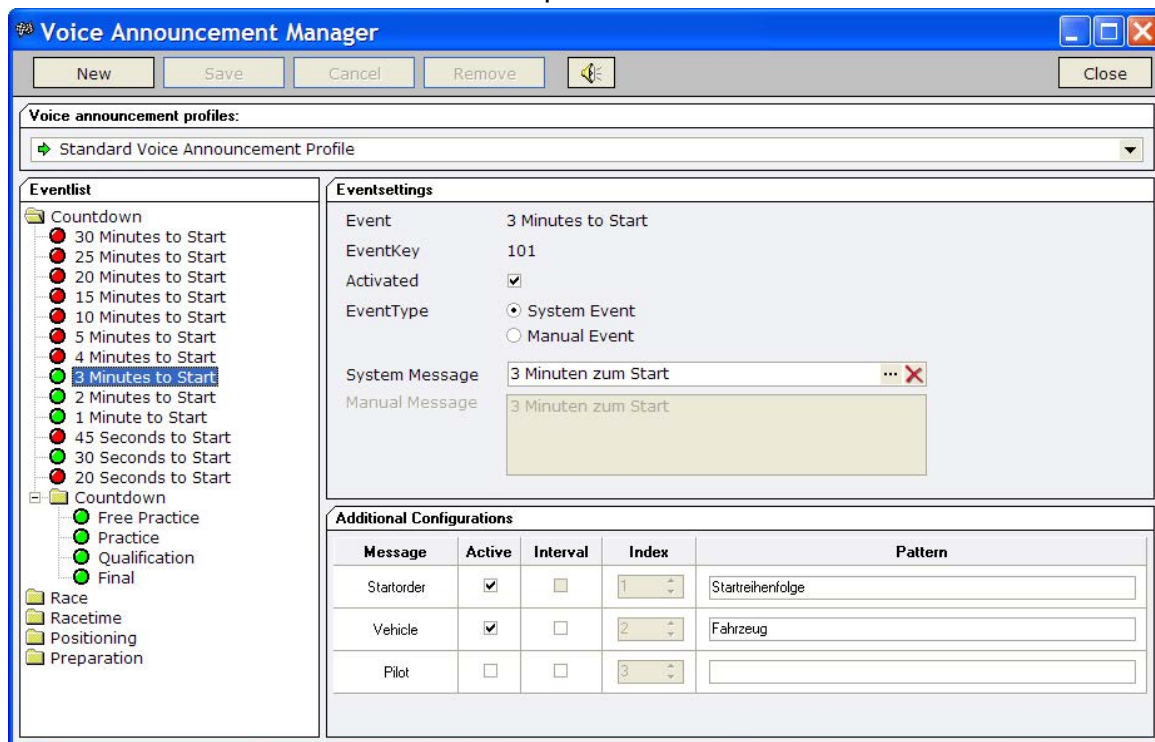 Voice Announcement Manager
New Save Cancel Remove Close
Voice announcement profiles:
Standard Voice Announcement Profile
Eventlist
Countdown
30 Minutes to Start
25 Minutes to Start
20 Minutes to Start
15 Minutes to Start
10 Minutes to Start
5 Minutes to Start
4 Minutes to Start
3 Minutes to Start
2 Minutes to Start
1 Minute to Start
45 Seconds to Start
30 Seconds to Start
20 Seconds to Start
Countdown
Free Practice
Practice
Qualification
Final
Race
Racetime
Positioning
Preparation
Eventsettings
Event 3 Minutes to Start
EventKey 101
Activated
EventType System Event
Manual Event
System Message 3 Minuten zum Start ...
Manual Message 3 Minuten zum Start
Additional Configurations
Message Active Interval Index Pattern
Startorder 1 Startreihenfolge
Vehicle 2 Fahrzeug
Pilot 3